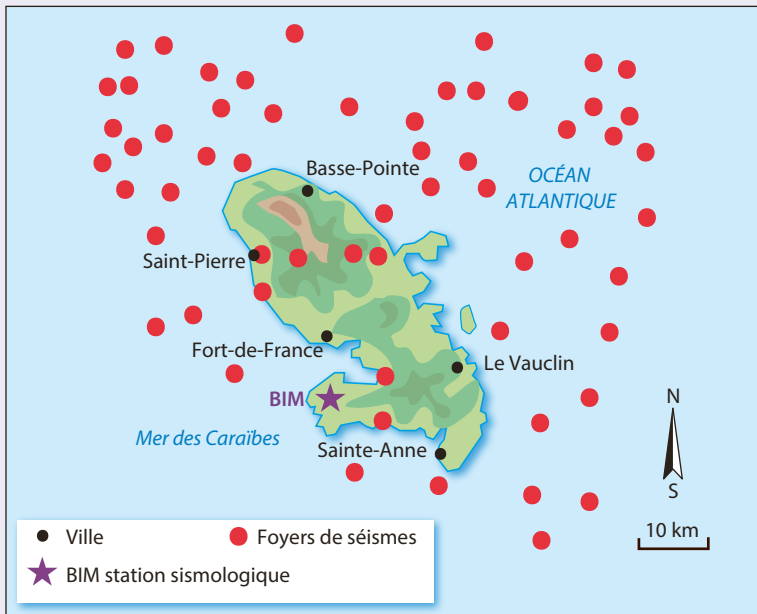 Basse-Pointe
OCÉAN
ATLANTIQUE
Saint-Pierre
Fort-de-France
Le Vauclin
BIM
N
Mer des Caraïbes
Sainte-Anne
S
10 km
Ville
Foyers de séismes
BIM station sismologique